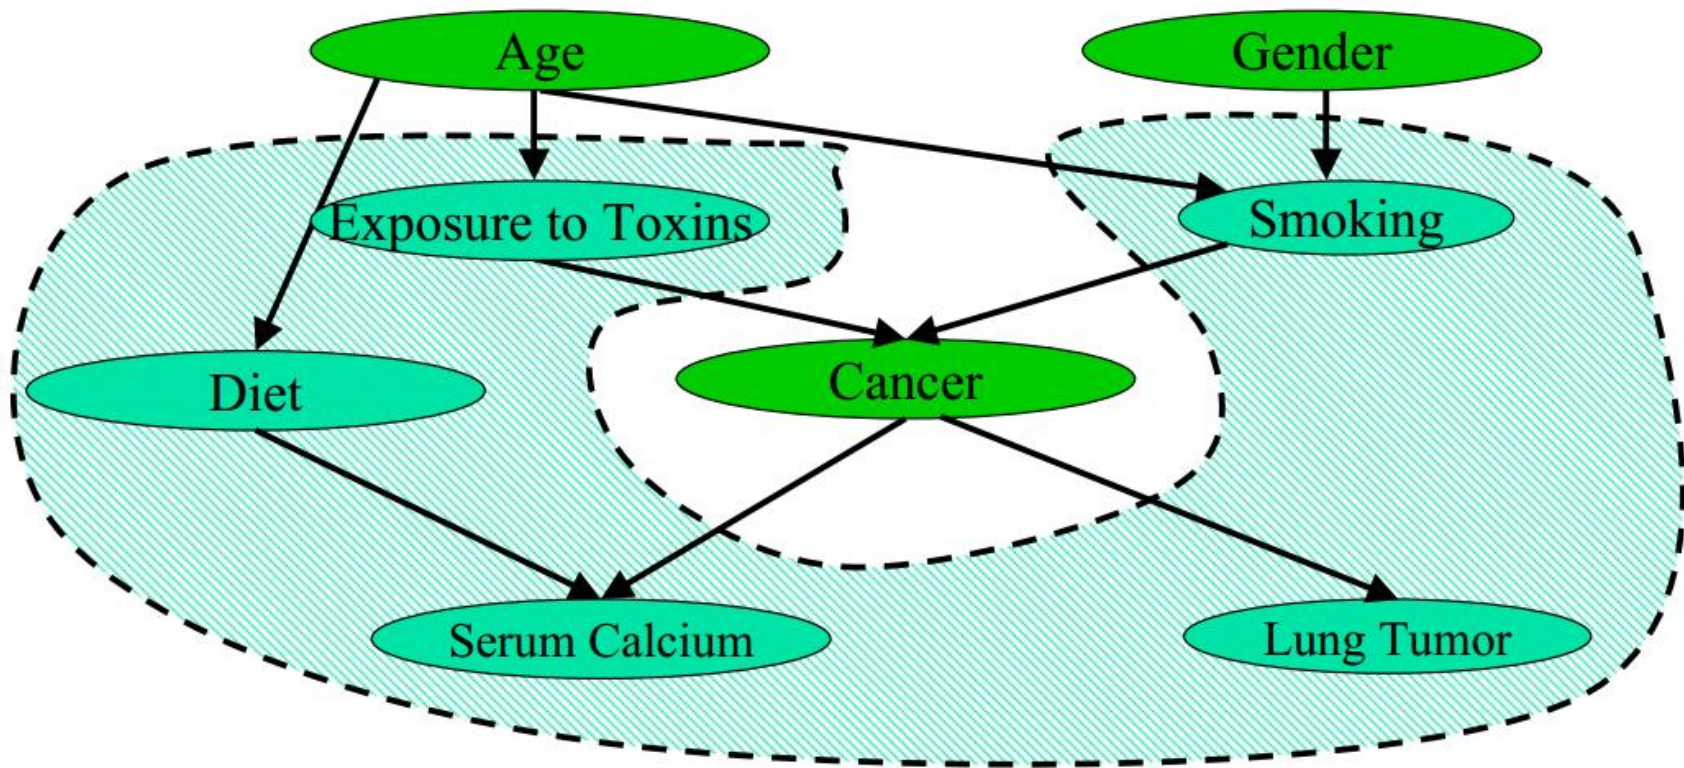 Age
Gender
Exposure to Toxins
Smoking
Diet
Cancer
Serum Calcium
Lung Tumor